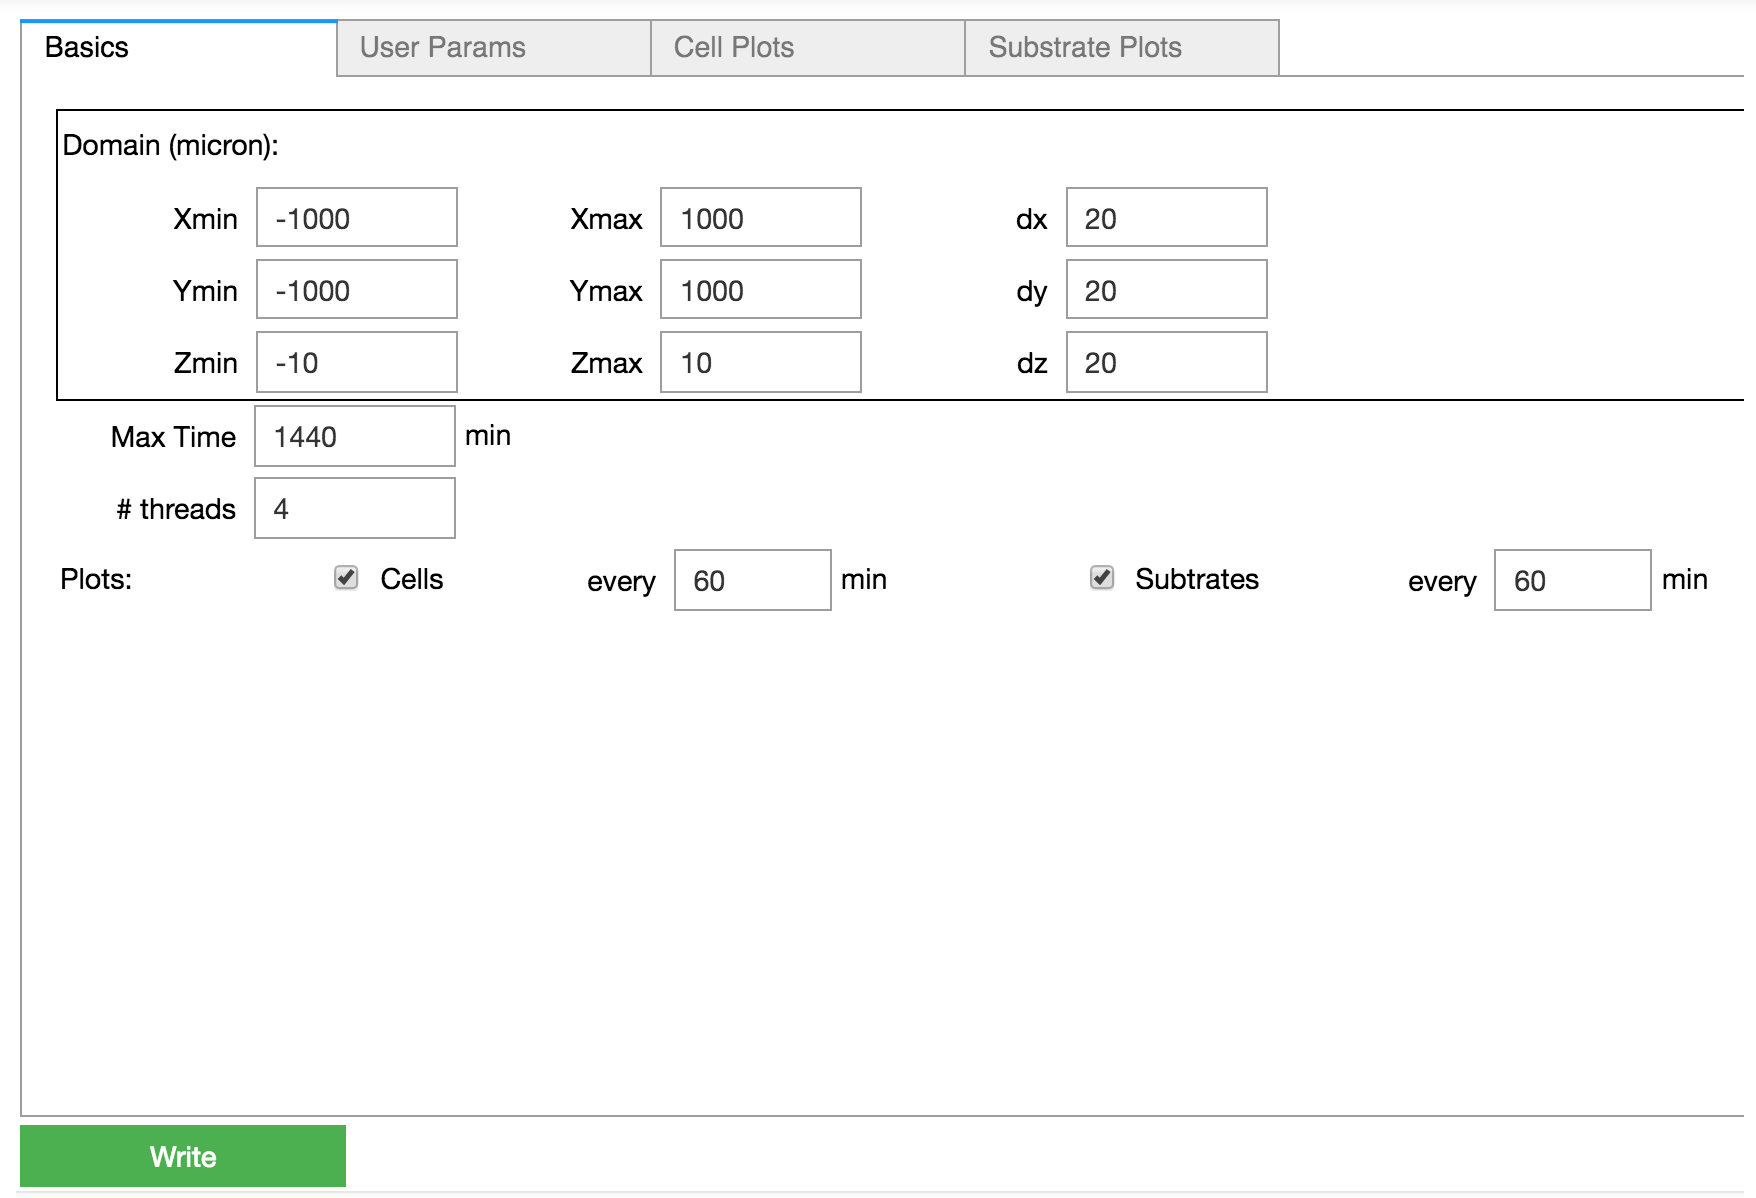 Basics User Params Cell Plots Substrate Plots
Domain (micron):
Xmin -1000 Xmax 1000 dx 20
Ymin -1000 Ymax 1000 dy 20
Zmin -10 Zmax 10 dz 20
Max Time 1440 min
# threads 4
Plots: Cells every 60 min Subtrates every 60 min
Write